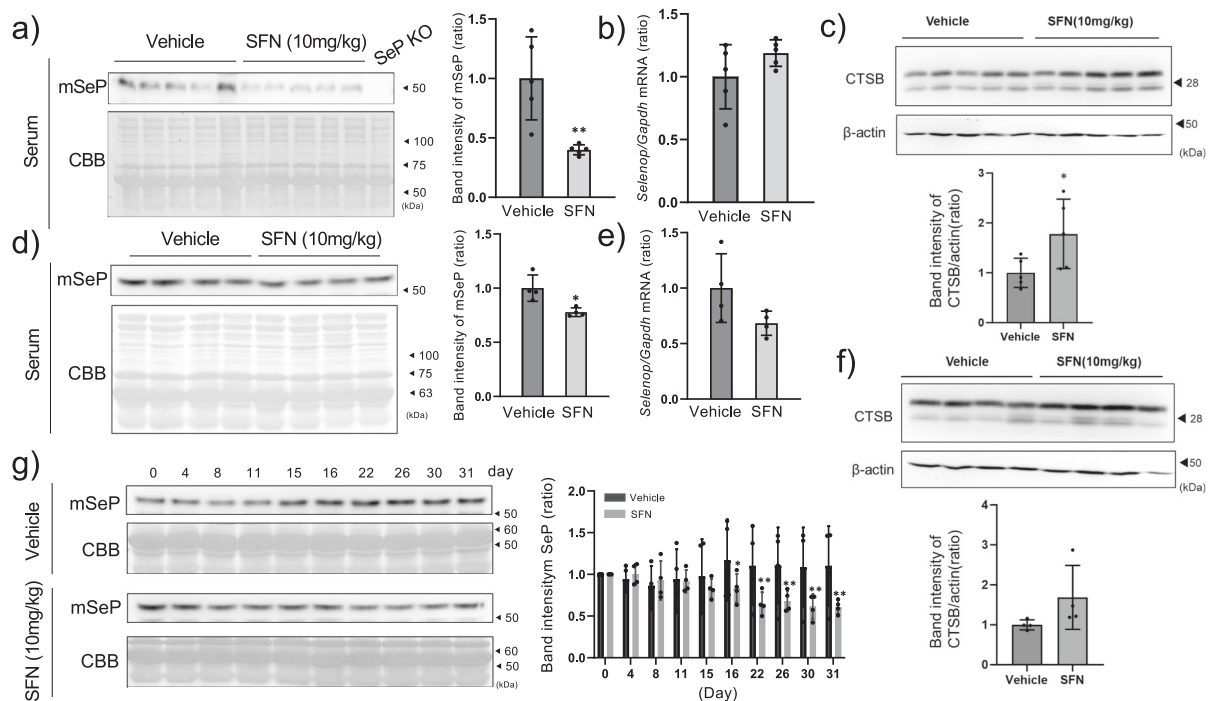 a)
Vehicle
SFN (10mg/kg)
SeP KO
Serum
mSeP
50
CBB
100
75
50
(kDa)
Band intensity of mSeP (ratio)
1.5
1.0
0.5
0.0
**
Vehicle
SFN
b)
Selenop/Gapdh mRNA (ratio)
1.5
1.0
0.5
0.0
Vehicle
SFN
c)
Vehicle
SFN(10mg/kg)
CTSB
28
β-actin
50
(kDa)
Band intensity of
CTSB/actin(ratio)
3
2
1
0
*
Vehicle
SFN
d)
Vehicle
SFN (10mg/kg)
Serum
mSeP
50
CBB
100
75
63
(kDa)
Band intensity of mSeP (ratio)
1.5
1.0
0.5
0.0
*
Vehicle
SFN
e)
Selenop/Gapdh mRNA (ratio)
1.5
1.0
0.5
0.0
Vehicle
SFN
f)
Vehicle
SFN(10mg/kg)
CTSB
28
β-actin
50
(kDa)
Band intensity of
CTSB/actin(ratio)
4
3
2
1
0
Vehicle
SFN
g)
0 4 8 11 15 16 22 26 30 31 day
Vehicle
mSeP
50
CBB
60
50
SFN (10mg/kg)
mSeP
50
CBB
60
50
(kDa)
Band intensitym SeP (ratio)
2.0
1.5
1.0
0.5
0.0
Vehicle
SFN
* ** ** ** **
0 4 8 11 15 16 22 26 30 31
(Day)